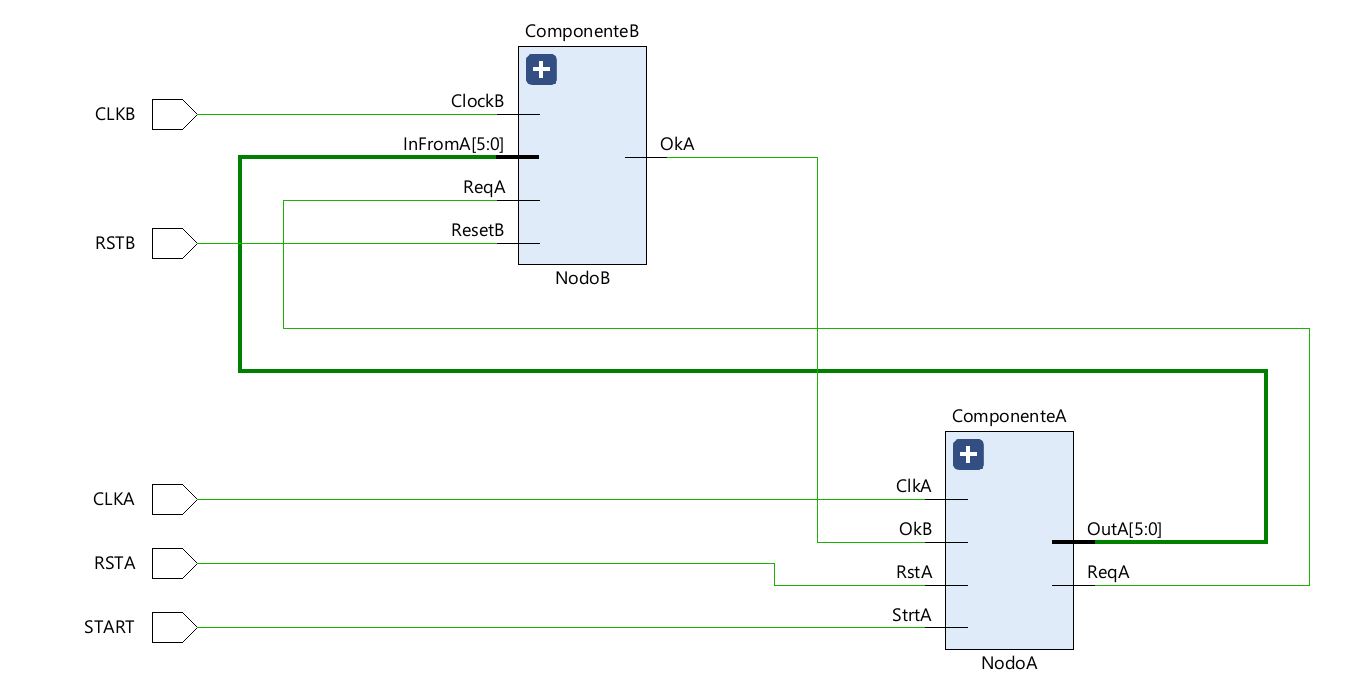 ComponenteB
CLKB
ClockB
InFromA[5:0]
OkA
ReqA
RSTB
ResetB
NodoB
ComponenteA
CLKA
ClkA
OkB
OutA[5:0]
RSTA
RstA
ReqA
START
StrtA
NodoA